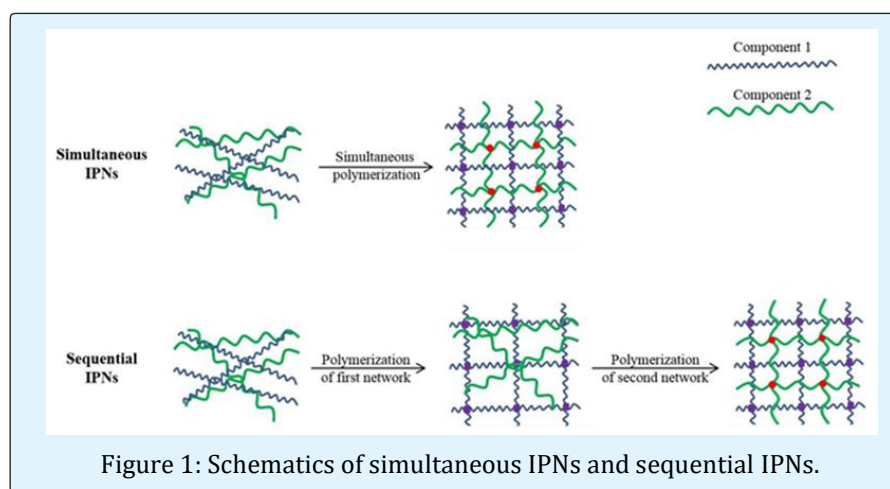 Component 1
Component 2
Simultaneous
IPNs
Simultaneous
polymerization
Sequential
IPNs
Polymerization
of first network
Polymerization
of second network
Figure 1: Schematics of simultaneous IPNs and sequential IPNs.